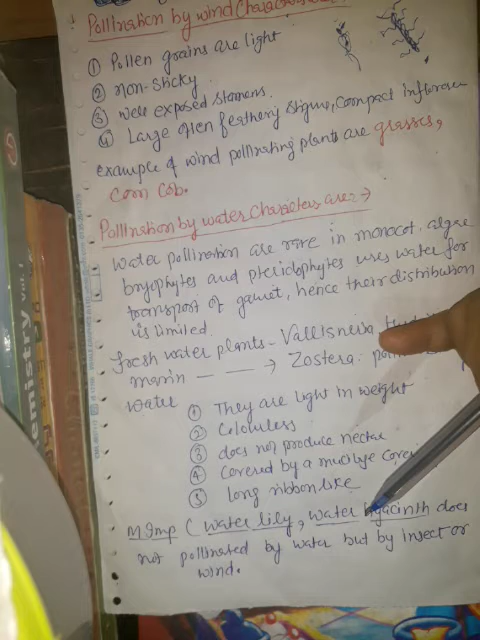 Pollination by wind Characters
① Pollen grains are light
② non-sticky
③ well exposed stamens.
④ Large often feathery stigma, compact inflorescen
example of wind pollinating plants are grasses,
Corn Cob.
Pollination by water characters are :→
Water pollination are rare in monocot, algae
bryophytes and pteridophytes uses water for
transport of gamet, hence their distribution
is limited.
fresh water plants - Vallisneria,
marin — — → Zostera :
water
① They are light in weight
② Colourless
③ does not produce nectar
④ Covered by a mucilye cover
⑤ long ribbon like
M.Imp ( water lily, water hyacinth does
not pollinated by water but by insect or
wind.